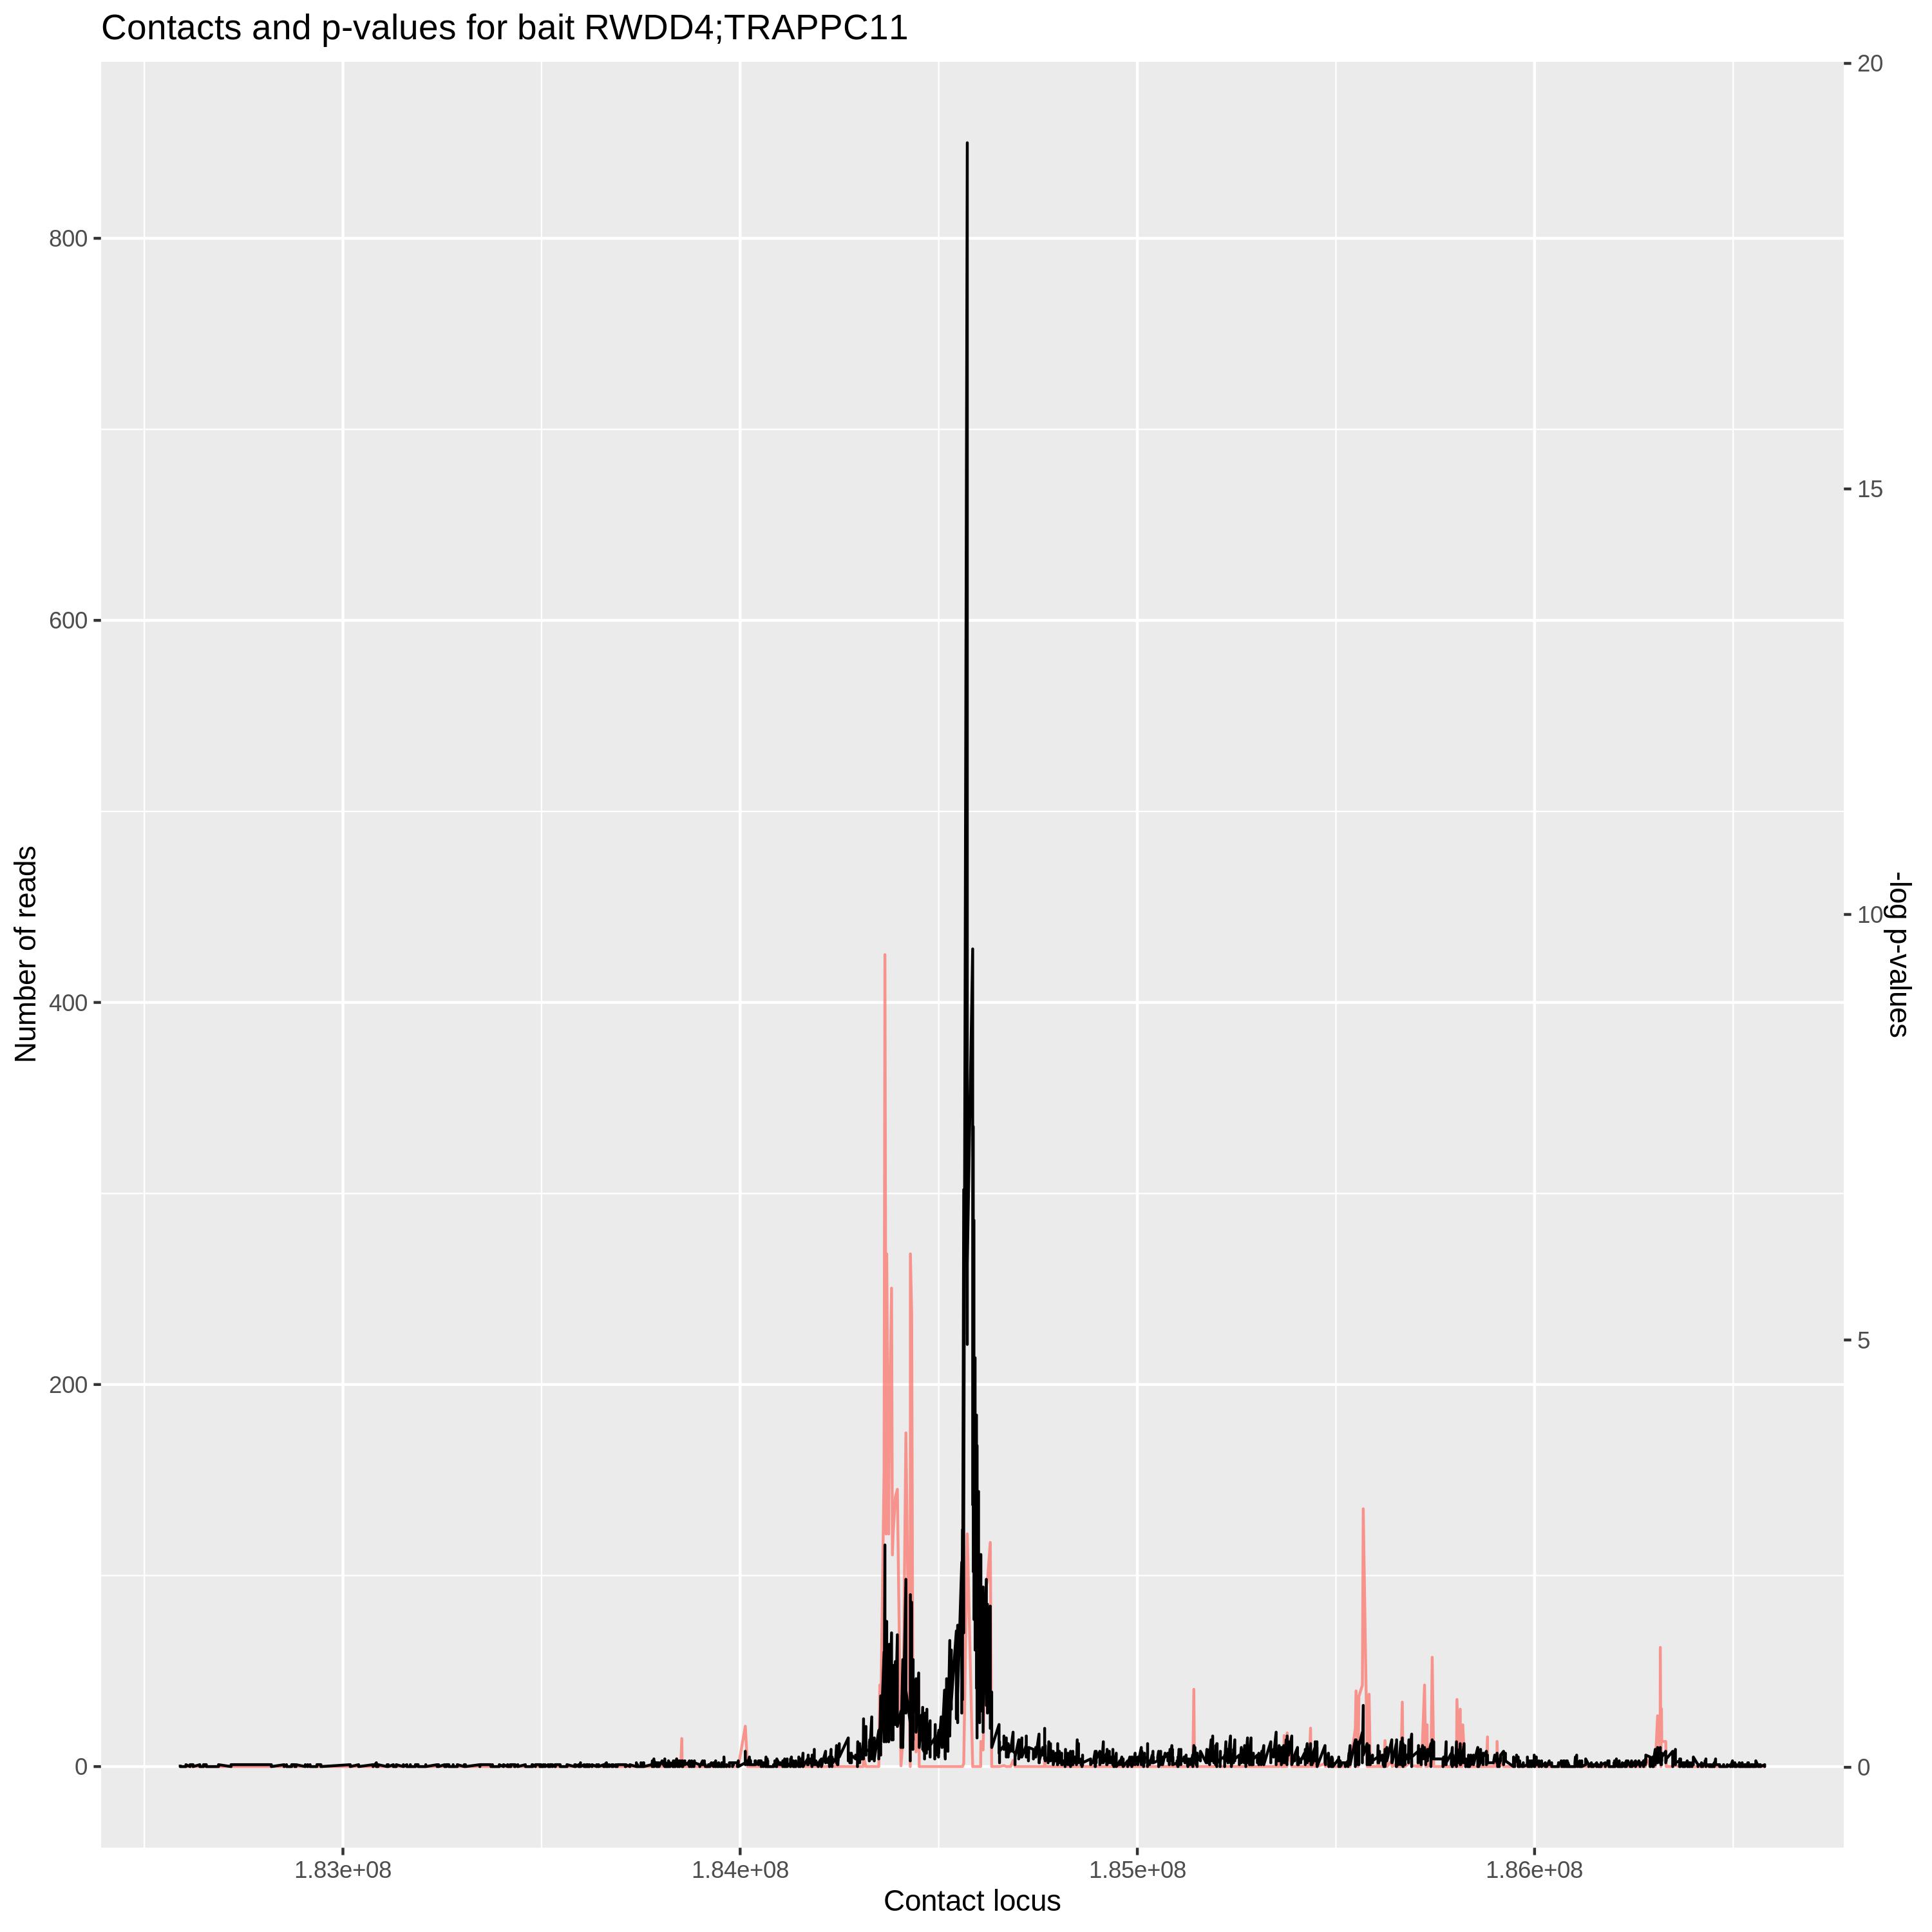 Contacts and p-values for bait RWDD4;TRAPPC11
Number of reads
800
600
400
200
0
20
15
10
5
0
-log p-values
1.83e+08
1.84e+08
1.85e+08
1.86e+08
Contact locus